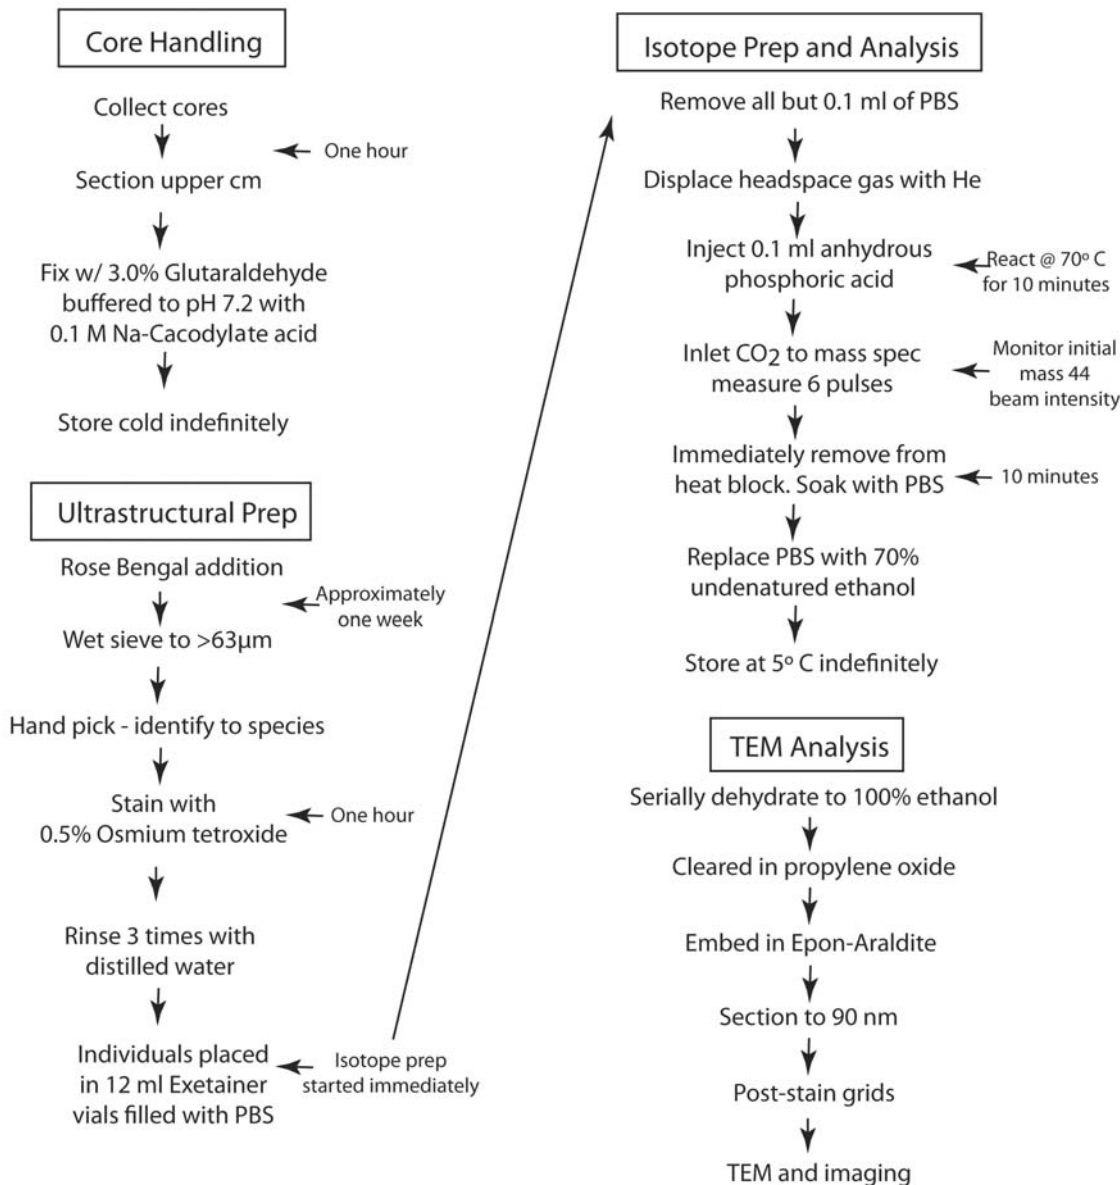 Core Handling
Collect cores
One hour
Section upper cm
Fix w/ 3.0% Glutaraldehyde
buffered to pH 7.2 with
0.1 M Na-Cacodylate acid
Store cold indefinitely
Ultrastructural Prep
Rose Bengal addition
Approximately
one week
Wet sieve to >63µm
Hand pick - identify to species
Stain with
0.5% Osmium tetroxide
One hour
Rinse 3 times with
distilled water
Individuals placed
in 12 ml Exetainer
vials filled with PBS
Isotope prep
started immediately
Isotope Prep and Analysis
Remove all but 0.1 ml of PBS
Displace headspace gas with He
Inject 0.1 ml anhydrous
phosphoric acid
React @ 70º C
for 10 minutes
Inlet CO2 to mass spec
measure 6 pulses
Monitor initial
mass 44
beam intensity
Immediately remove from
heat block. Soak with PBS
10 minutes
Replace PBS with 70%
undenatured ethanol
Store at 5º C indefinitely
TEM Analysis
Serially dehydrate to 100% ethanol
Cleared in propylene oxide
Embed in Epon-Araldite
Section to 90 nm
Post-stain grids
TEM and imaging